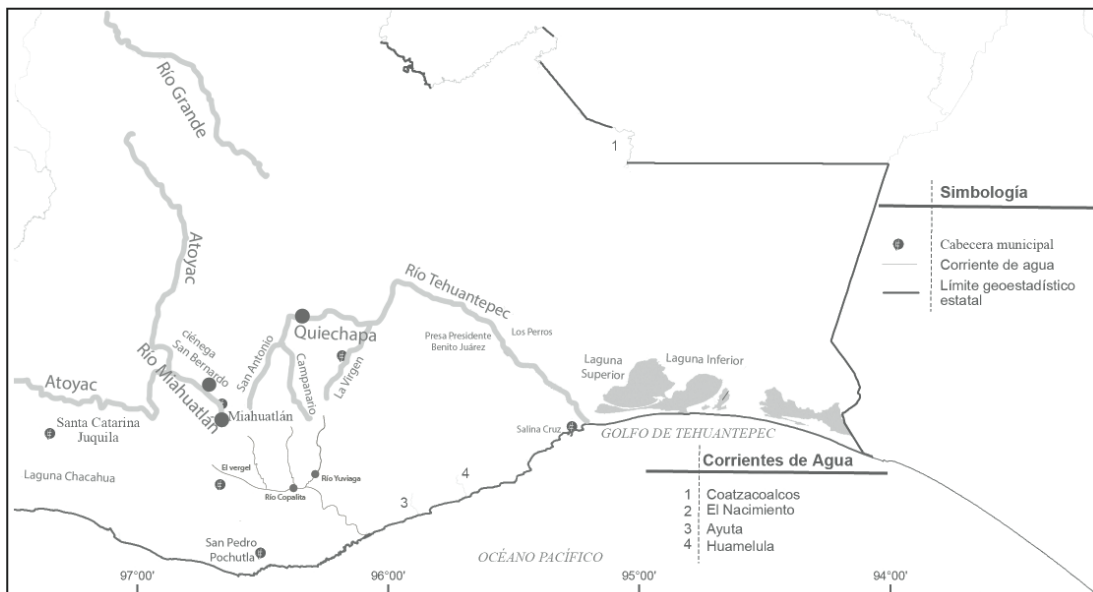 Río Grande
1
Atoyac
Simbología
Cabecera municipal
Corriente de agua
Límite geoestadístico
estatal
Río Tehuantepec
Quiechapa
Presa Presidente
Benito Juárez
Los Perros
ciénega
San Bernardo
San Antonio
Campanario
La Virgen
Laguna
Superior
Laguna Inferior
Río Miahuatlán
Atoyac
Miahuatlán
Santa Catarina
Juquila
Salina Cruz
GOLFO DE TEHUANTEPEC
Laguna Chacahua
El vergel
Río Yuviaga
Río Copalita
4
3
Corrientes de Agua
1 Coatzacoalcos
2 El Nacimiento
3 Ayuta
4 Huamelula
San Pedro
Pochutla
OCÉANO PACÍFICO
97°00'
96°00'
95°00'
94°00'